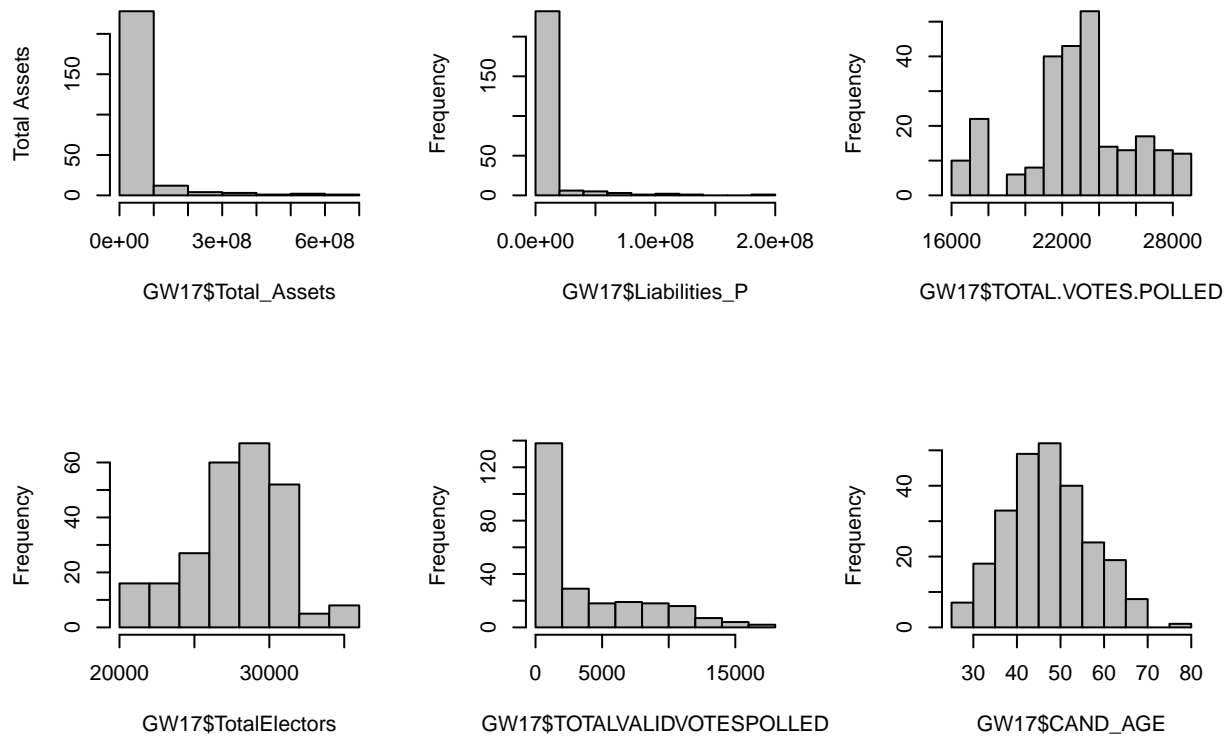 Total Assets
150
50
0
0e+00 3e+08 6e+08
GW17$Total_Assets
Frequency
150
50
0
0.0e+00 1.0e+08 2.0e+08
GW17$Liabilities_P
Frequency
40
20
0
16000 22000 28000
GW17$TOTAL.VOTES.POLLED
Frequency
60
40
20
0
20000 30000
GW17$TotalElectors
Frequency
120
80
40
0
0 5000 15000
GW17$TOTALVALIDVOTESPOLLED
Frequency
40
20
0
30 40 50 60 70 80
GW17$CAND_AGE